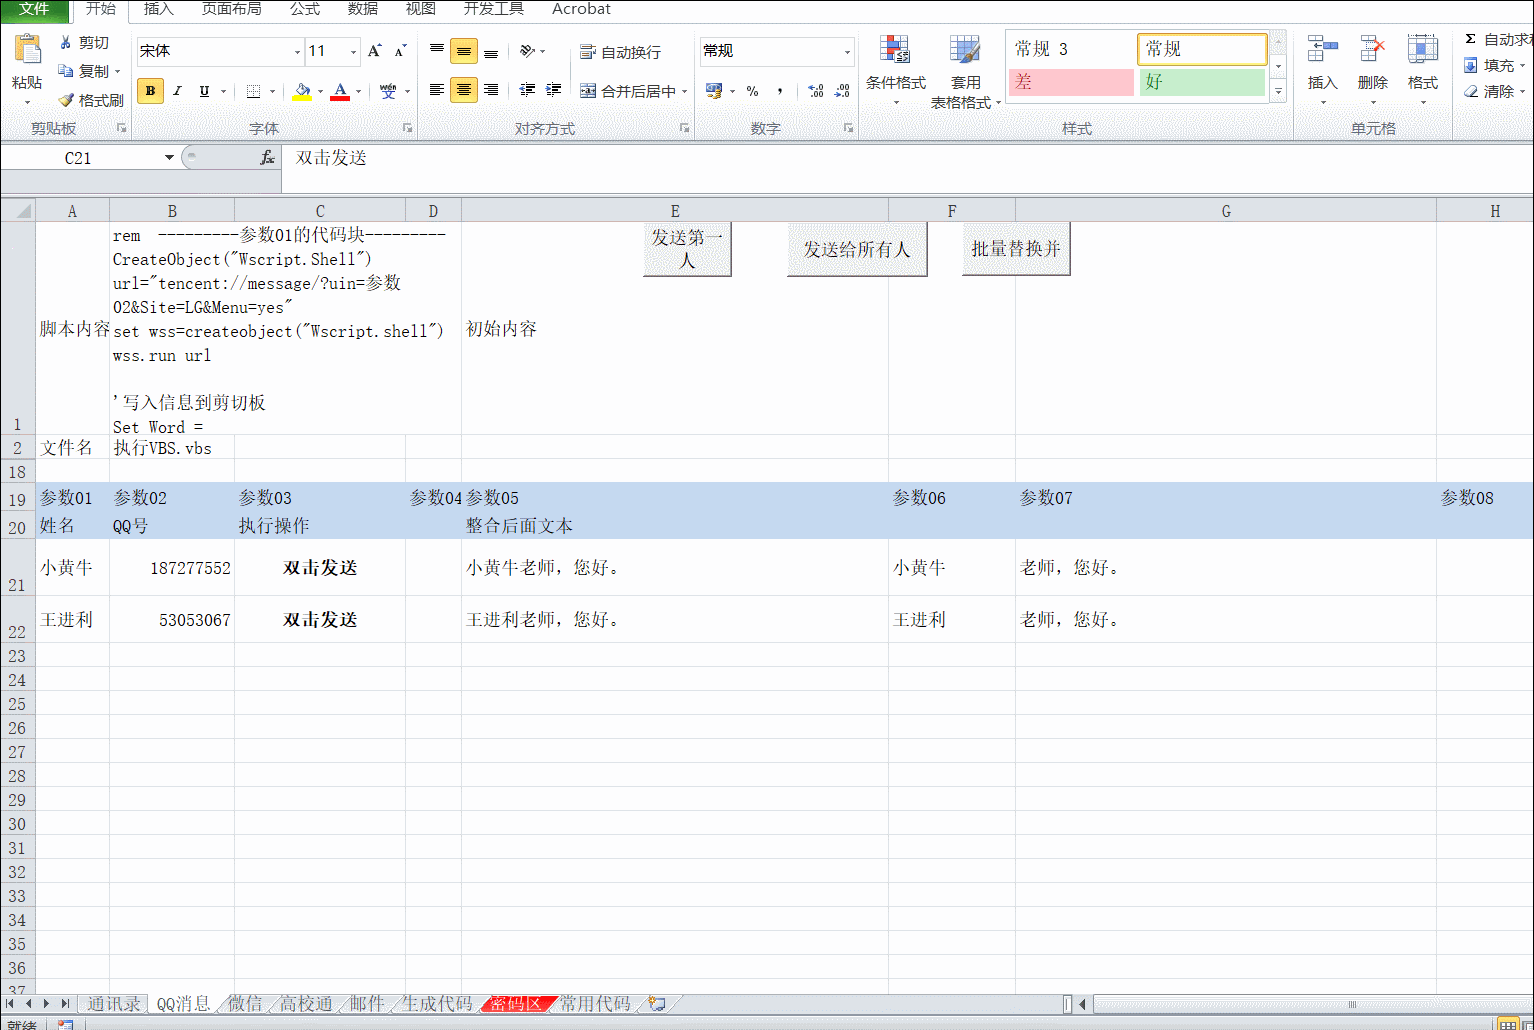 文件 开始 插入 页面布局 公式 数据 视图 开发工具 Acrobat
剪切 宋体 11 自动换行 常规 常规 3 常规 Σ 自动求和
粘贴 复制 条件格式 套用 差 好 插入 删除 格式 填充
格式刷 B I U A wén 文 合并后居中 % , 表格格式 清除
剪贴板 字体 对齐方式 数字 样式 单元格
C21 fx 双击发送
A B C D E F G H
rem ---------参数01的代码块---------
CreateObject("Wscript.Shell")
url="tencent://message/?uin=参数
02&Site=LG&Menu=yes"
脚本内容 set wss=createobject("Wscript.shell") 初始内容
wss.run url
'写入信息到剪切板
Set Word =
发送第一
人
发送给所有人
批量替换并
1
2 文件名 执行VBS.vbs
18
19 参数01 参数02 参数03 参数04 参数05 参数06 参数07 参数08
20 姓名 QQ号 执行操作 整合后面文本
21 小黄牛 187277552 双击发送 小黄牛老师，您好。 小黄牛 老师，您好。
22 王进利 53053067 双击发送 王进利老师，您好。 王进利 老师，您好。
23
24
25
26
27
28
29
30
31
32
33
34
35
36
37
通讯录 QQ消息 微信 高校通 邮件 生成代码 密码区 常用代码
就绪